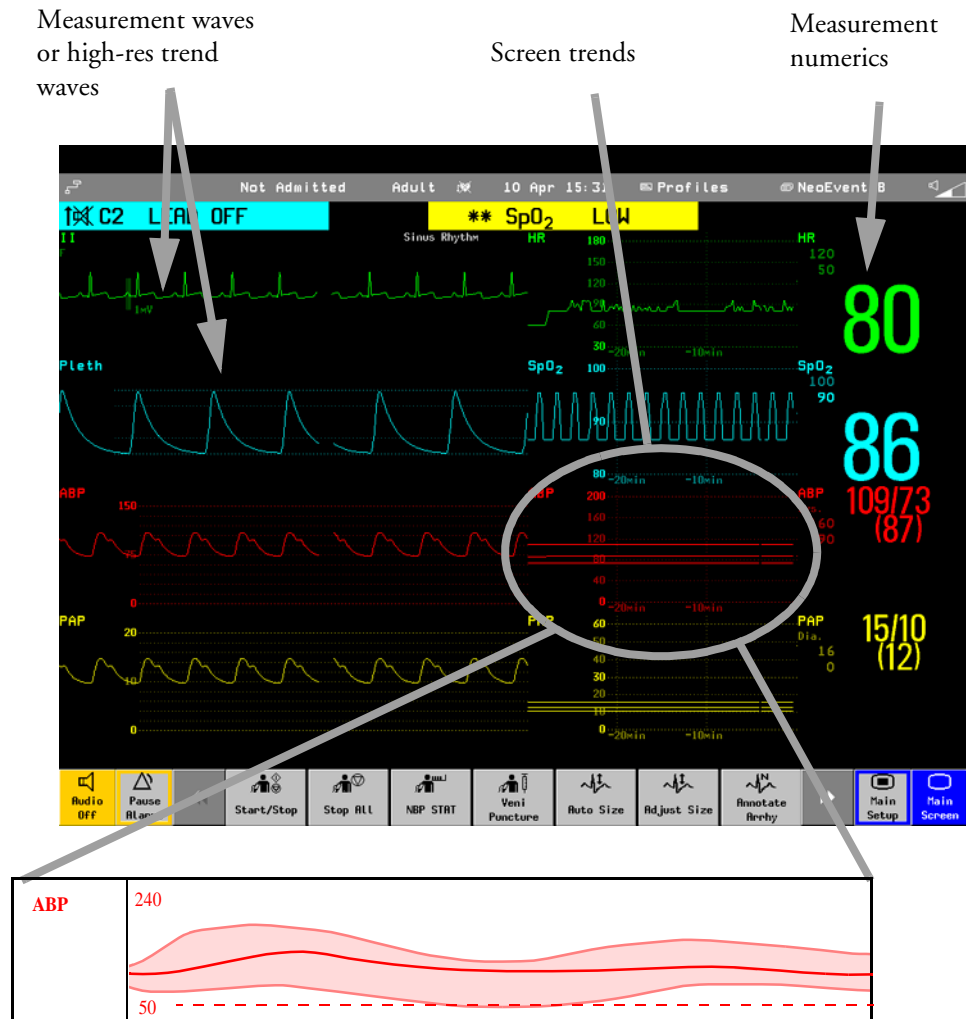 Measurement waves
or high-res trend
waves
Screen trends
Measurement
numerics
Not Admitted Adult 10 Apr Profiles
C2 LEAD OFF
** SpO2 LOW
II
Sinus Rhythm
1mV
HR
180
150
120
90
60
30
-20min -10min
HR
120
50
80
Pleth
SpO2
100
90
80
-20min -10min
SpO2
100
90
86
ABP
150
75
0
ABP
200
160
120
80
40
0
-20min -10min
ABP
109/73
(87)
PAP
20
10
0
PAP
60
40
30
20
10
0
-20min -10min
PAP
Dia.
16
0
15/10
(12)
Audio
Off
Pause
Start/Stop
Stop All
NBP STAT
Veni
Puncture
Auto Size
Adjust Size
Annotate
Arrhy
Main
Setup
Main
Screen
ABP
240
50